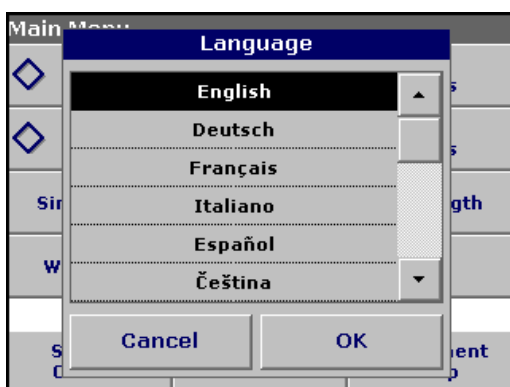 Main Menu
Language
English
Deutsch
Français
Italiano
Español
Čeština
Cancel
OK